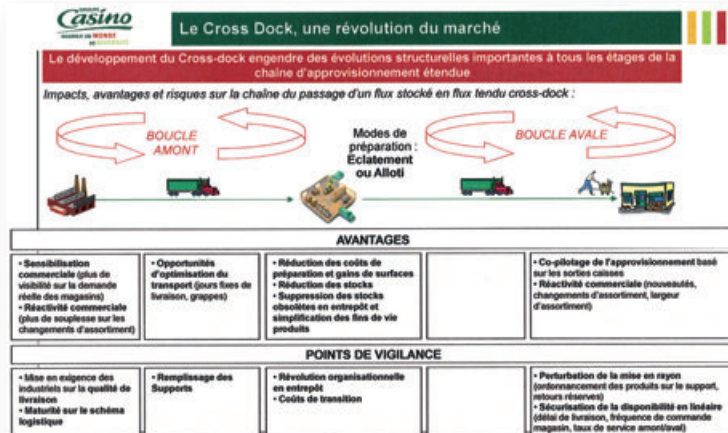 GROUPE
Casino
NOURRIR UN MONDE
DE DIVERSITÉ
Le Cross Dock, une révolution du marché
Le développement du Cross-dock engendre des évolutions structurelles importantes à tous les étages de la
chaîne d'approvisionnement étendue
Impacts, avantages et risques sur la chaîne du passage d'un flux stocké en flux tendu cross-dock :
BOUCLE
AMONT
Modes de
préparation :
Eclatement
ou Alloti
BOUCLE AVALE
AVANTAGES
• Sensibilisation
commerciale (plus de
visibilité sur la demande
réelle des magasins)
• Réactivité commerciale
(plus de souplesse sur les
changements d'assortiment)
• Opportunités
d'optimisation du
transport (jours fixes de
livraison, grappes)
• Réduction des coûts de
préparation et gains de surfaces
• Réduction des stocks
• Suppression des stocks
obsolètes en entrepôt et
simplification des fins de vie
produits
• Co-pilotage de l'approvisionnement basé
sur les sorties caisses
• Réactivité commerciale (nouveautés,
changements d'assortiment, largeur
d'assortiment)
POINTS DE VIGILANCE
• Mise en exigence des
industriels sur la qualité de
livraison
• Maturité sur le schéma
logistique
• Remplissage des
Supports
• Révolution organisationnelle
en entrepôt
• Coûts de transition
• Perturbation de la mise en rayon
(ordonnancement des produits sur le support,
retours réserves)
• Sécurisation de la disponibilité en linéaire
(délai de livraison, fréquence de commande
magasin, taux de service amont/aval)